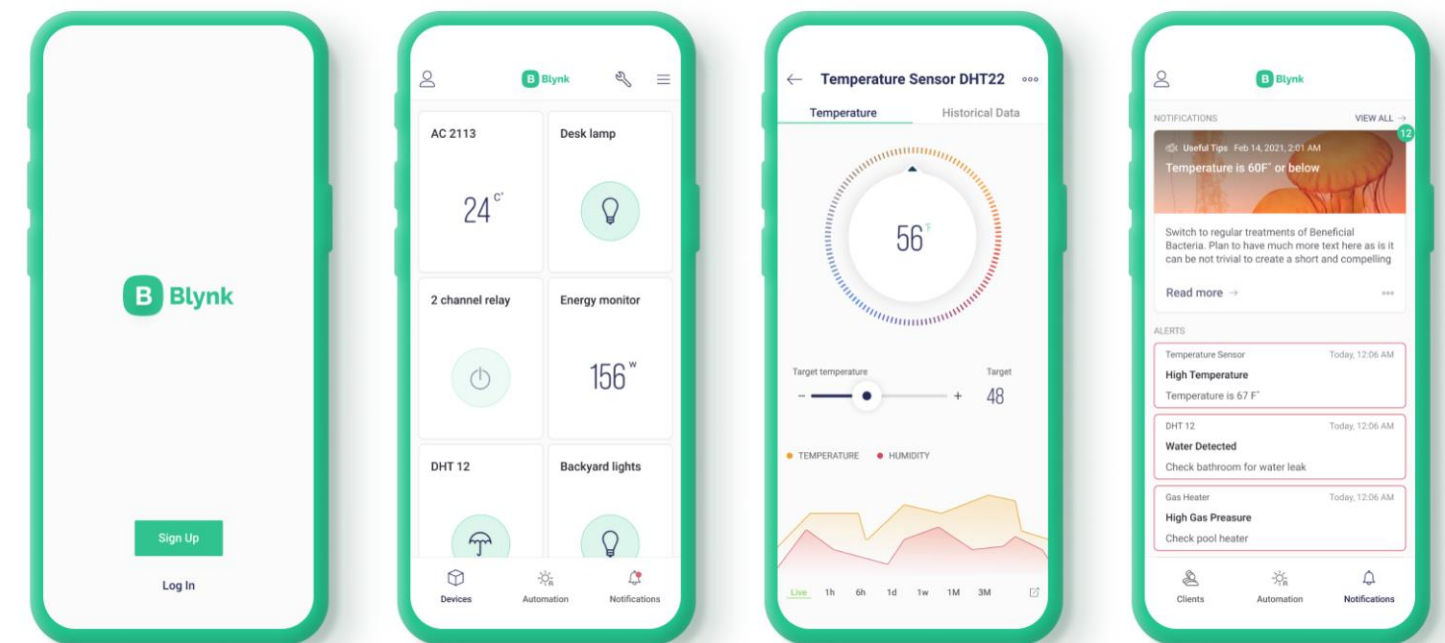 B Blynk
Sign Up
Log In
B Blynk
AC 2113
24 C°
Desk lamp
2 channel relay
Energy monitor
156 W
DHT 12
Backyard lights
Devices
Automation
Notifications
Temperature Sensor DHT22
Temperature
Historical Data
56 °F
Target temperature
Target
− +
48
TEMPERATURE
HUMIDITY
Live 1h 6h 1d 1w 1M 3M
B Blynk
NOTIFICATIONS
VIEW ALL →
12
Useful Tips Feb 14, 2021, 2:01 AM
Temperature is 60F° or below
Switch to regular treatments of Beneficial
Bacteria. Plan to have much more text here as is it
can be not trivial to create a short and compelling
Read more →
ALERTS
Temperature Sensor Today, 12:06 AM
High Temperature
Temperature is 67 F°
DHT 12 Today, 12:06 AM
Water Detected
Check bathroom for water leak
Gas Heater Today, 12:06 AM
High Gas Preasure
Check pool heater
Clients
Automation
Notifications